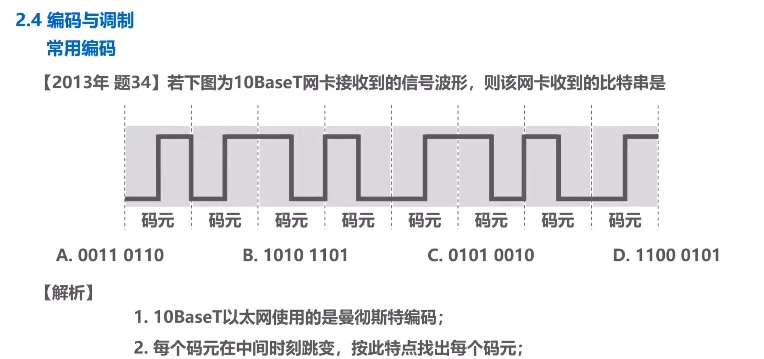 2.4 编码与调制
常用编码
【2013年 题34】若下图为10BaseT网卡接收到的信号波形，则该网卡收到的比特串是
码元 码元 码元 码元 码元 码元 码元 码元
A. 0011 0110 B. 1010 1101 C. 0101 0010 D. 1100 0101
【解析】
1. 10BaseT以太网使用的是曼彻斯特编码；
2. 每个码元在中间时刻跳变，按此特点找出每个码元；